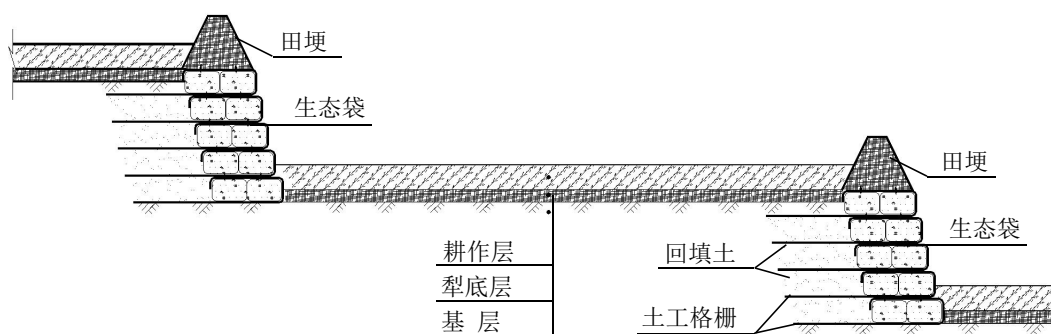 田埂
生态袋
田埂
生态袋
耕作层
回填土
犁底层
基 层
土工格栅